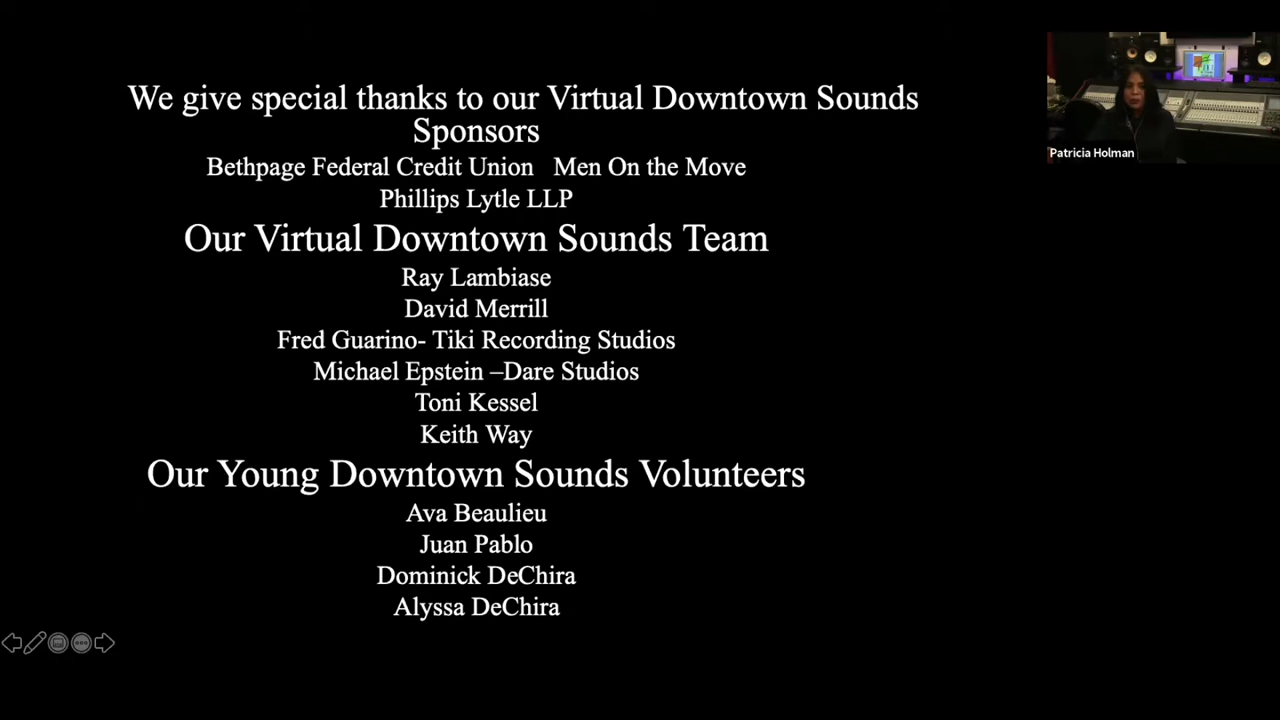 We give special thanks to our Virtual Downtown Sounds
Sponsors
Bethpage Federal Credit Union Men On the Move
Phillips Lytle LLP
Our Virtual Downtown Sounds Team
Ray Lambiase
David Merrill
Fred Guarino- Tiki Recording Studios
Michael Epstein –Dare Studios
Toni Kessel
Keith Way
Our Young Downtown Sounds Volunteers
Ava Beaulieu
Juan Pablo
Dominick DeChira
Alyssa DeChira
Patricia Holman